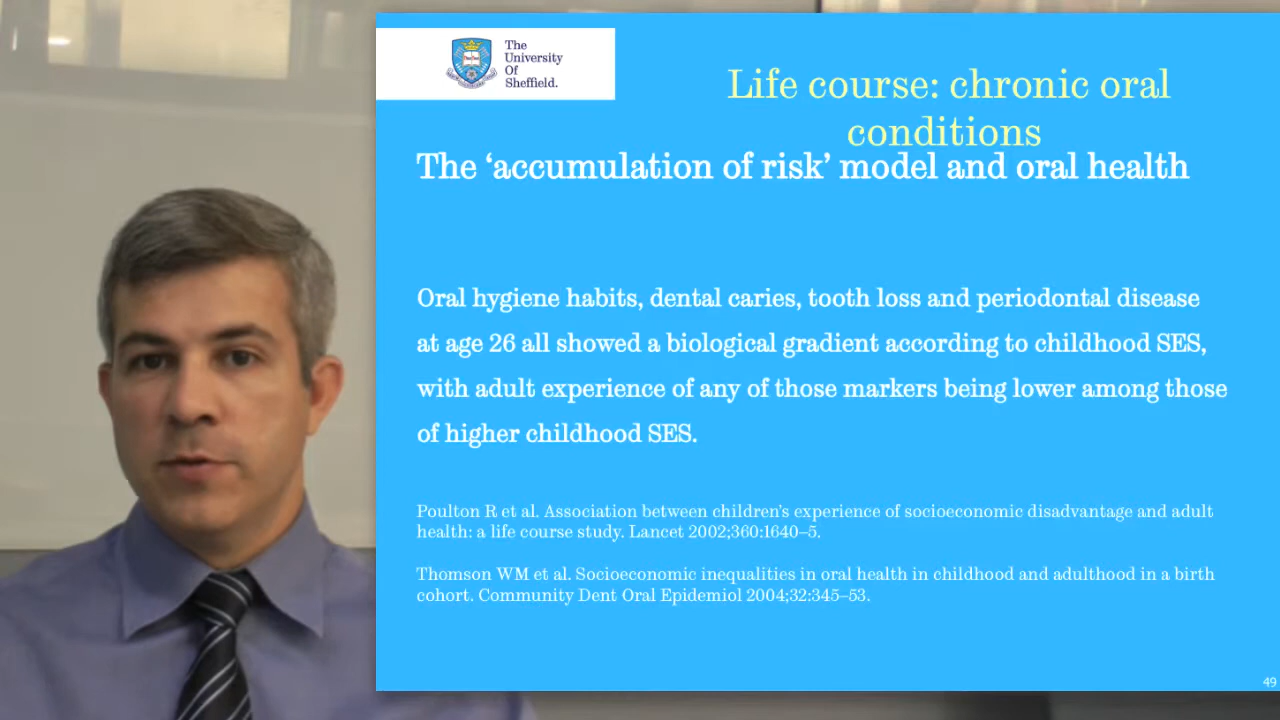 The
University
Of
Sheffield.
Life course: chronic oral
conditions
The ‘accumulation of risk’ model and oral health
Oral hygiene habits, dental caries, tooth loss and periodontal disease
at age 26 all showed a biological gradient according to childhood SES,
with adult experience of any of those markers being lower among those
of higher childhood SES.
Poulton R et al. Association between children’s experience of socioeconomic disadvantage and adult
health: a life course study. Lancet 2002;360:1640–5.
Thomson WM et al. Socioeconomic inequalities in oral health in childhood and adulthood in a birth
cohort. Community Dent Oral Epidemiol 2004;32:345–53.
49